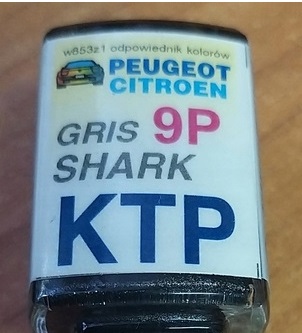 w853z1 odpowiednik kolorów
PEUGEOT
CITROEN
GRIS 9P
SHARK
KTP